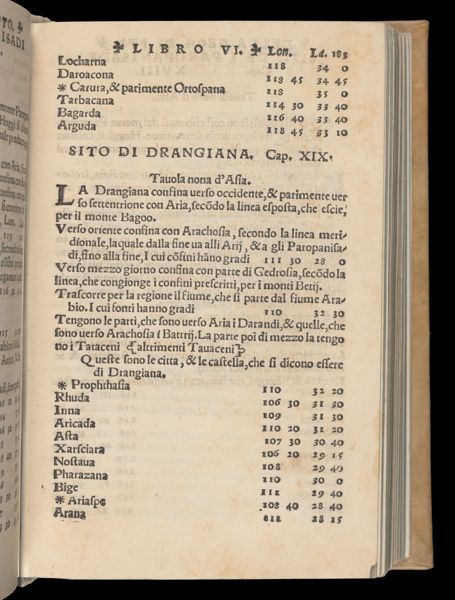 ❧ LIBRO VI. ❧ Lon. La. 183
Locharna 118 34 0
Daroacona 118 45 34 45
* Carura, & parimente Ortospana 118 35 0
Tarbacana 114 30 33 40
Bagarda 116 40 33 40
Arguda 118 45 33 10
SITO DI DRANGIANA. Cap. XIX.
Tauola nona d'Asia.
LA Drangiana confina uerso occidente, & parimente uer
so settentrione con Aria, secōdo la linea esposta, che escie,
per il monte Bagoo.
Verso oriente confina con Arachosia, secondo la linea meri-
dionale, la quale dalla fine ua alli Arij, & a gli Paropanisa-
di, fino alla fine, I cui cōfini hāno gradi 111 30 28 0
Verso mezzo giorno confina con parte di Gedrosia, secōdo la
linea, che congionge i confini prescritti, per i monti Betij.
Trascorre per la regione il fiume, che si parte dal fiume Ara-
bio. I cui fonti hanno gradi 110 32 30
Tengono le parti, che sono uerso Aria i Darandi, & quelle, che
sono uerso Arachosia i Battrij. La parte poi di mezzo la tengo
no i Tataceni {altrimenti Tauaceni}
Queste sono le citta, & le castella, che si dicono essere
di Drangiana.
* Prophthasia 110 32 20
Rhuda 106 30 31 30
Inna 109 31 30
Aricada 110 20 31 20
Asta 107 30 30 40
Xarsciara 106 20 29 15
Nostaua 108 29 40
Pharazana 110 30 0
Bige 111 29 40
* Ariaspe 108 40 28 40
Arana 811 28 15